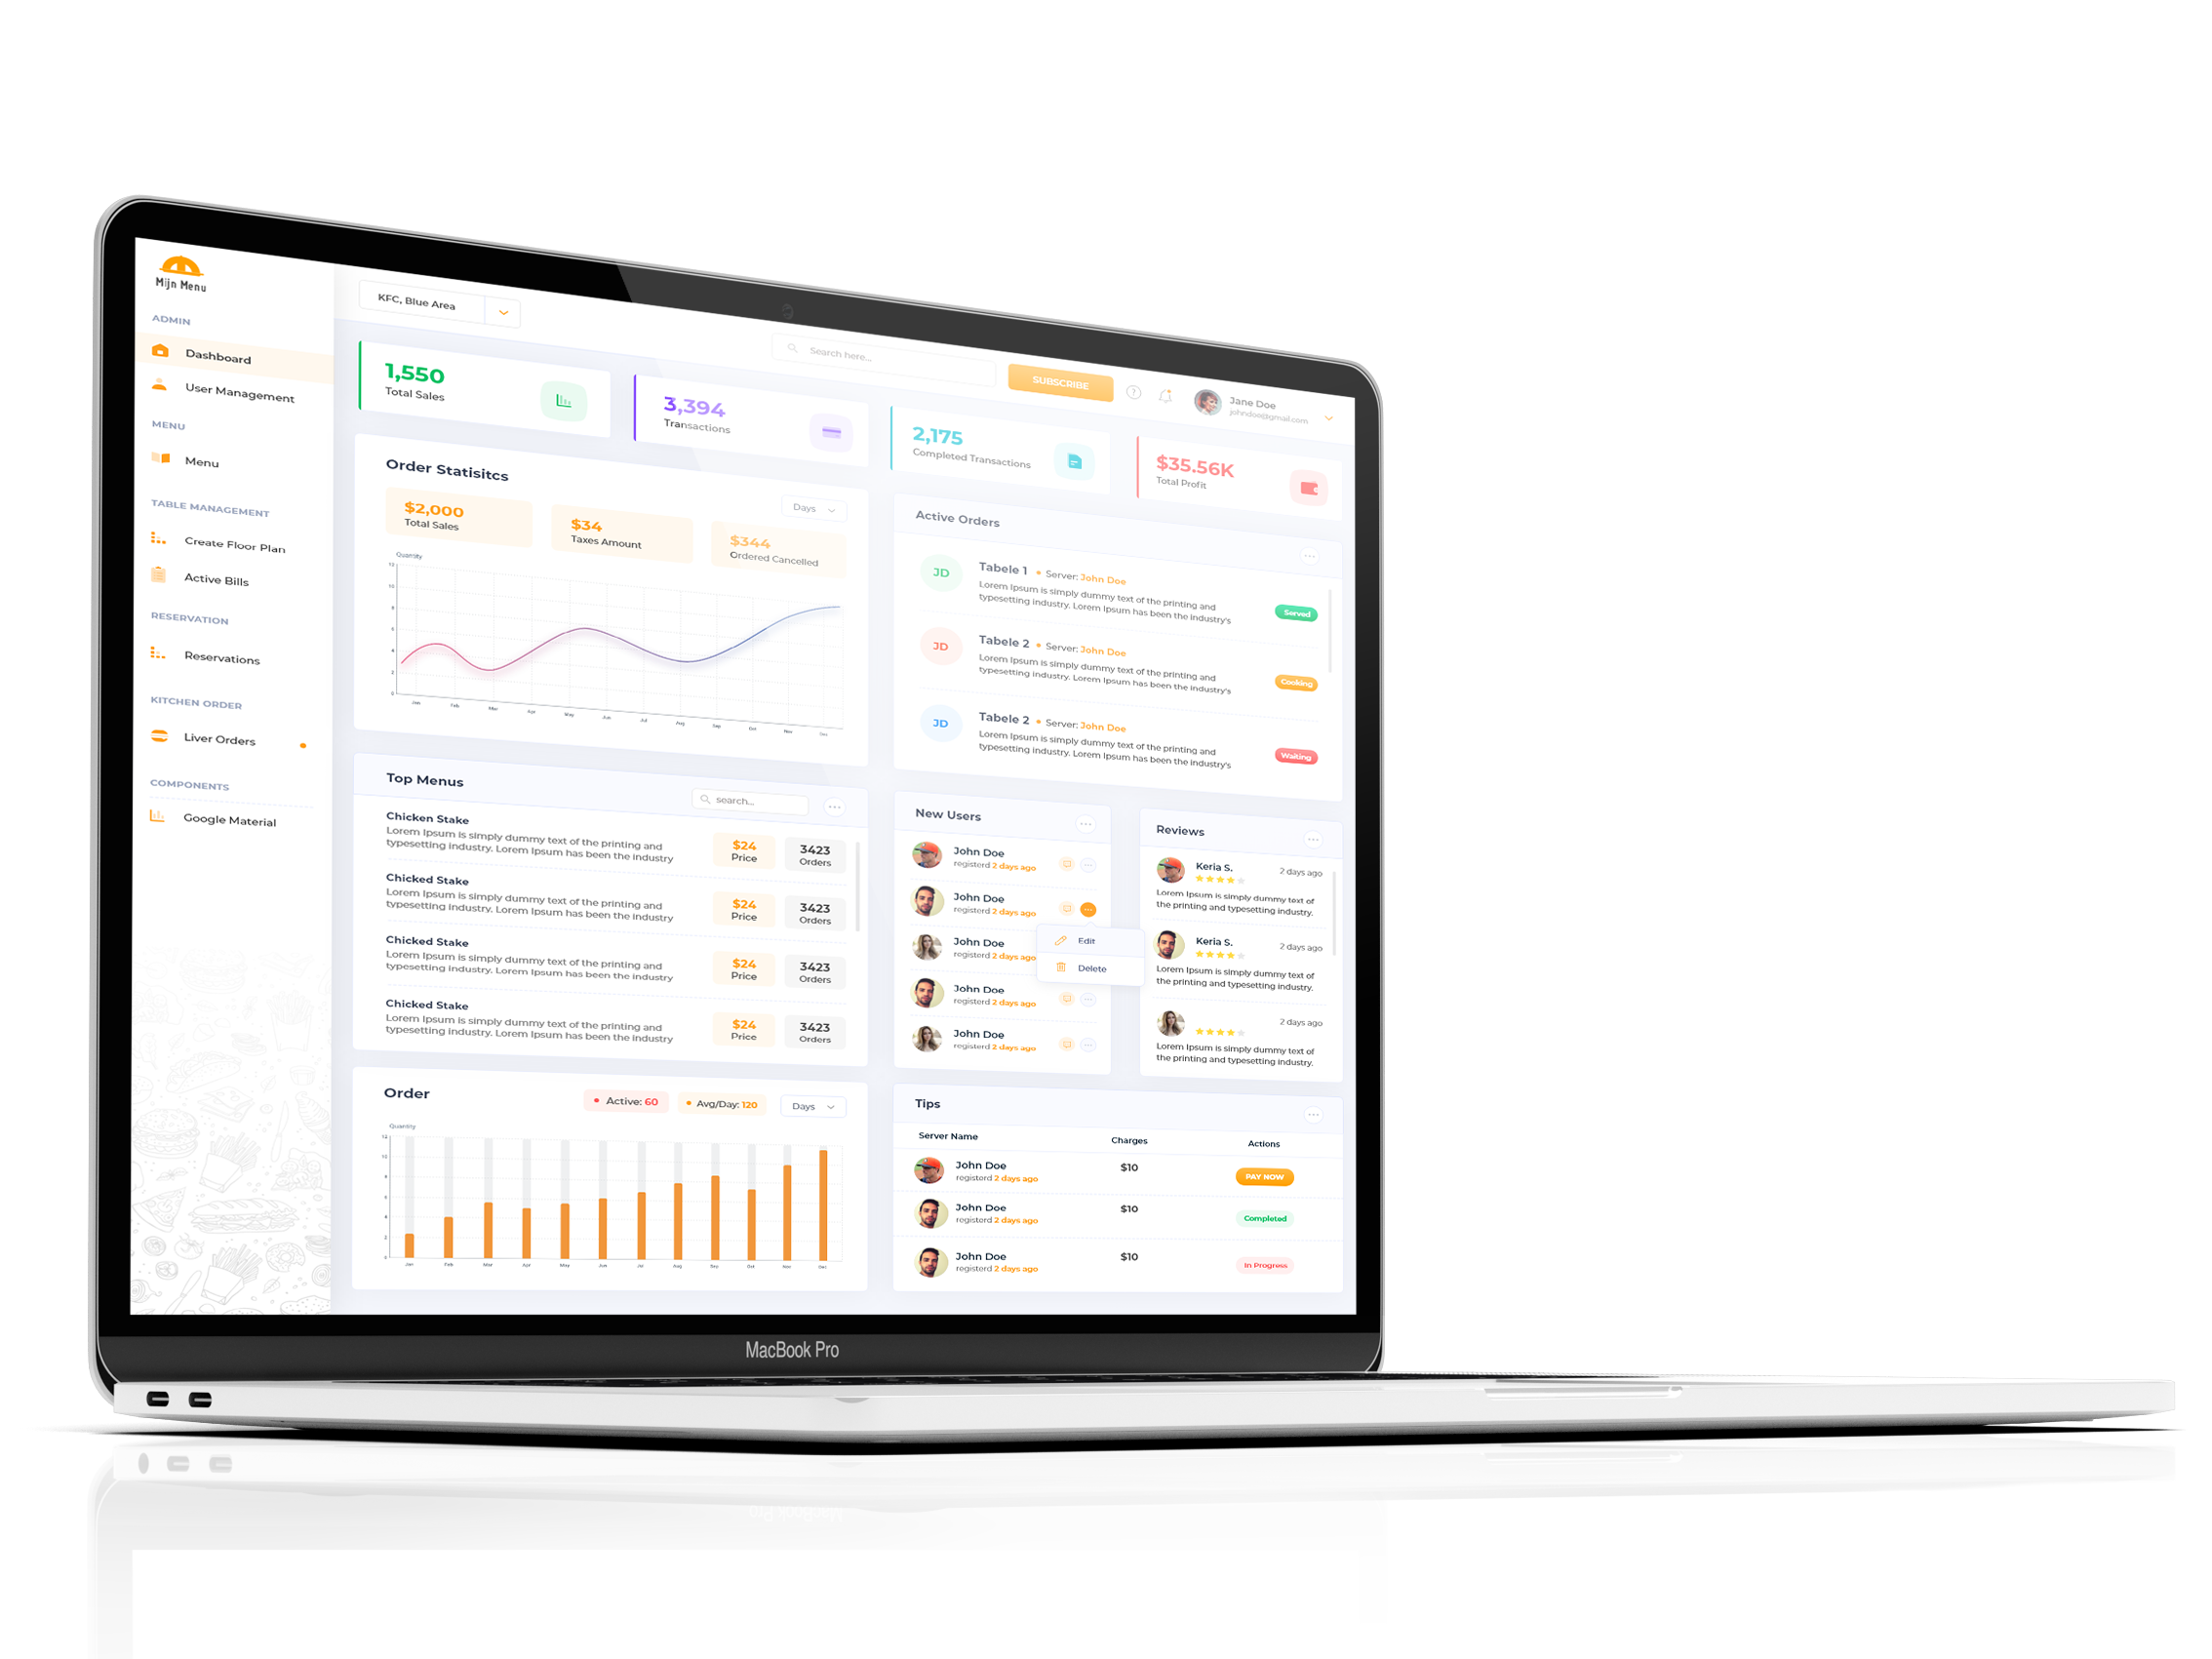 Mijn Menu
ADMIN
Dashboard
User Management
MENU
Menu
TABLE MANAGEMENT
Create Floor Plan
Active Bills
RESERVATION
Reservations
KITCHEN ORDER
Liver Orders
COMPONENTS
Google Material
KFC, Blue Area
Search here...
SUBSCRIBE
?
Jane Doe
johndoe@gmail.com
1,550
Total Sales
3,394
Transactions
2,175
Completed Transactions
$35.56K
Total Profit
Order Statisitcs
Days
$2,000
Total Sales
$34
Taxes Amount
$344
Ordered Cancelled
Quantity
12
10
8
6
4
2
0
Jan Feb Mar Apr May Jun Jul Aug Sep Oct Nov Dec
Active Orders
JD
Tabele 1 • Server: John Doe
Lorem Ipsum is simply dummy text of the printing and
typesetting industry. Lorem Ipsum has been the industry's
Served
JD
Tabele 2 • Server: John Doe
Lorem Ipsum is simply dummy text of the printing and
typesetting industry. Lorem Ipsum has been the industry's
Cooking
JD
Tabele 2 • Server: John Doe
Lorem Ipsum is simply dummy text of the printing and
typesetting industry. Lorem Ipsum has been the industry's
Waiting
Top Menus
search...
Chicken Stake
Lorem Ipsum is simply dummy text of the printing and
typesetting industry. Lorem Ipsum has been the industry
$24
Price
3423
Orders
Chicked Stake
Lorem Ipsum is simply dummy text of the printing and
typesetting industry. Lorem Ipsum has been the industry
$24
Price
3423
Orders
Chicked Stake
Lorem Ipsum is simply dummy text of the printing and
typesetting industry. Lorem Ipsum has been the industry
$24
Price
3423
Orders
Chicked Stake
Lorem Ipsum is simply dummy text of the printing and
typesetting industry. Lorem Ipsum has been the industry
$24
Price
3423
Orders
New Users
John Doe
registerd 2 days ago
John Doe
registerd 2 days ago
John Doe
registerd 2 days ago
John Doe
registerd 2 days ago
John Doe
registerd 2 days ago
Edit
Delete
Reviews
Keria S.
2 days ago
Lorem Ipsum is simply dummy text of
the printing and typesetting industry.
Keria S.
2 days ago
Lorem Ipsum is simply dummy text of
the printing and typesetting industry.
2 days ago
Lorem Ipsum is simply dummy text of
the printing and typesetting industry.
Order
Active: 60
Avg/Day: 120
Days
Quantity
12
10
8
6
4
2
0
Jan Feb Mar Apr May Jun Jul Aug Sep Oct Nov Dec
Tips
Server Name Charges Actions
John Doe
registerd 2 days ago
$10
PAY NOW
John Doe
registerd 2 days ago
$10
Completed
John Doe
registerd 2 days ago
$10
In Progress
MacBook Pro
MacBook Pro